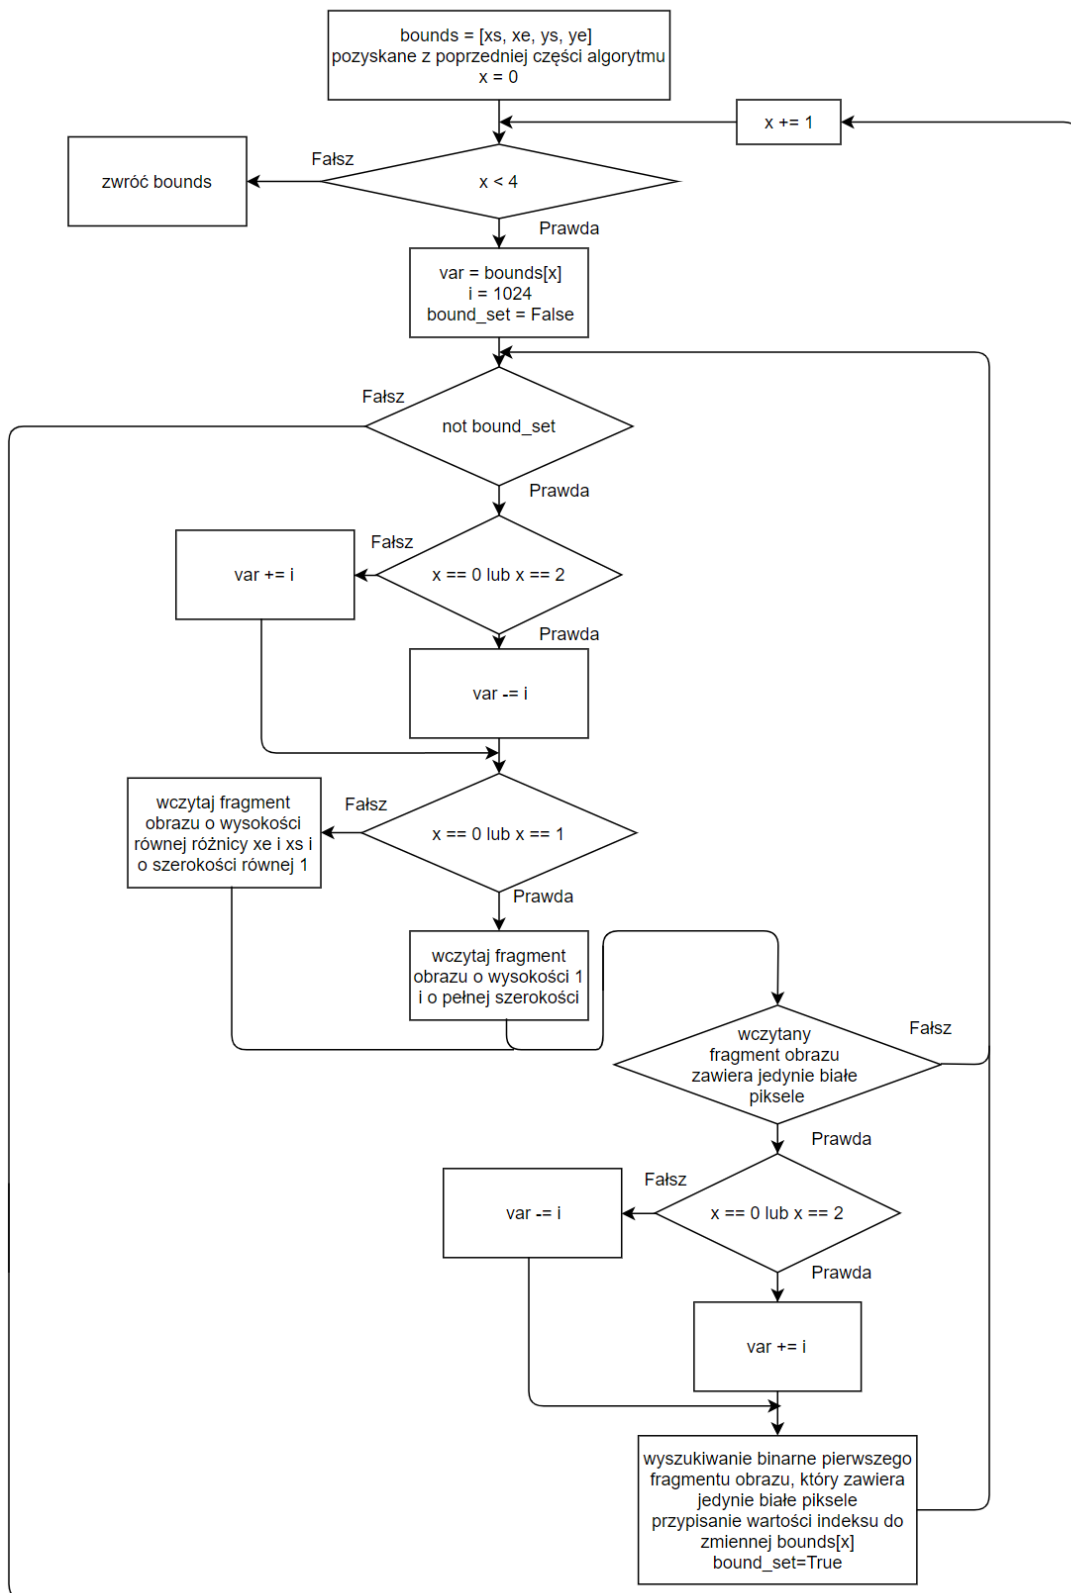 bounds = [xs, xe, ys, ye]
pozyskane z poprzedniej części algorytmu
x = 0
x += 1
Fałsz
zwróć bounds
x < 4
Prawda
var = bounds[x]
i = 1024
bound_set = False
Fałsz
not bound_set
Prawda
Fałsz
var += i
x == 0 lub x == 2
Prawda
var -= i
wczytaj fragment
obrazu o wysokości
równej różnicy xe i xs i
o szerokości równej 1
Fałsz
x == 0 lub x == 1
Prawda
wczytaj fragment
obrazu o wysokości 1
i o pełnej szerokości
wczytany
fragment obrazu
zawiera jedynie białe
piksele
Fałsz
Prawda
Fałsz
var -= i
x == 0 lub x == 2
Prawda
var += i
wyszukiwanie binarne pierwszego
fragmentu obrazu, który zawiera
jedynie białe piksele
przypisanie wartości indeksu do
zmiennej bounds[x]
bound_set=True